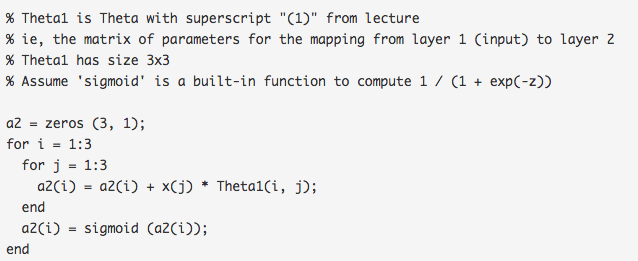 % Theta1 is Theta with superscript "(1)" from lecture
% ie, the matrix of parameters for the mapping from layer 1 (input) to layer 2
% Theta1 has size 3x3
% Assume 'sigmoid' is a built-in function to compute 1 / (1 + exp(-z))

a2 = zeros (3, 1);
for i = 1:3
  for j = 1:3
    a2(i) = a2(i) + x(j) * Theta1(i, j);
  end
  a2(i) = sigmoid (a2(i));
end